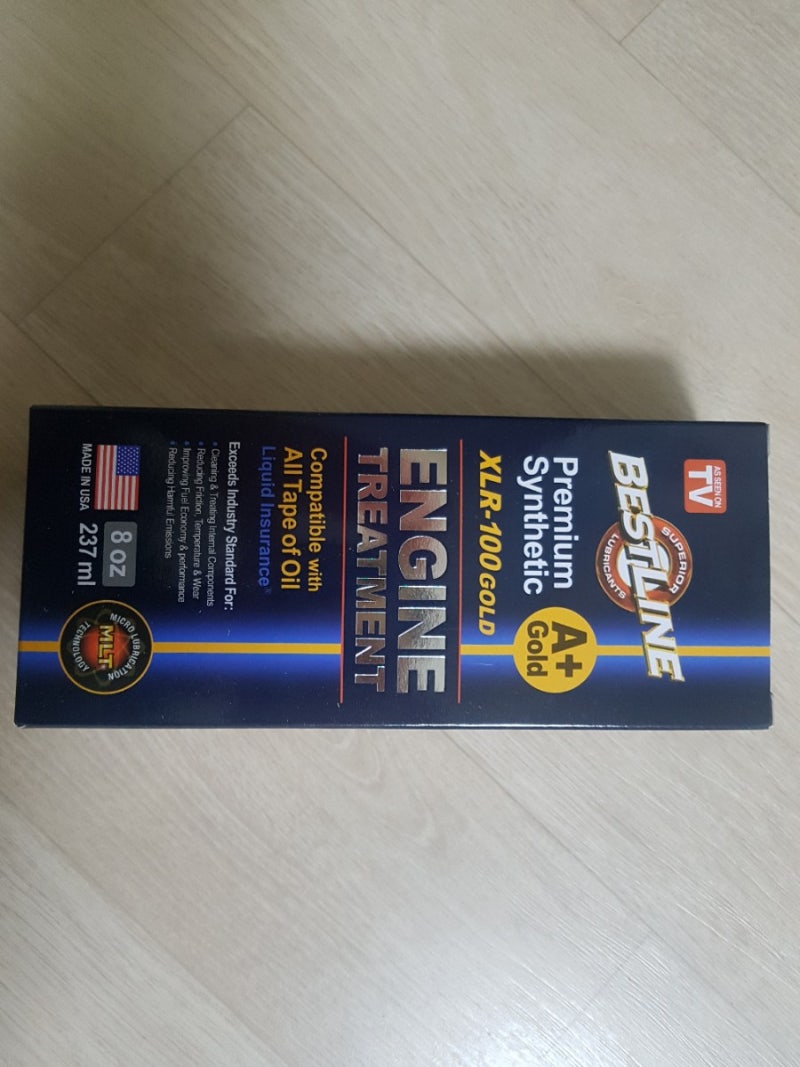 AS SEEN ON
TV
BESTLINE
SUPERIOR
LUBRICANTS
Premium
Synthetic
A+
Gold
XLR-100 GOLD
ENGINE
TREATMENT
Compatible with
All Tape of Oil
Liquid Insurance®
Exceeds Industry Standard For:
* Cleaning & Treating Internal Components
* Reducing Friction, Temperature & Wear
* Improving Fuel Economy & performance
* Reducing Harmful Emissions
8 oz
237 ml
MADE IN USA
MICRO LUBRICATION
MLT
TECHNOLOGY